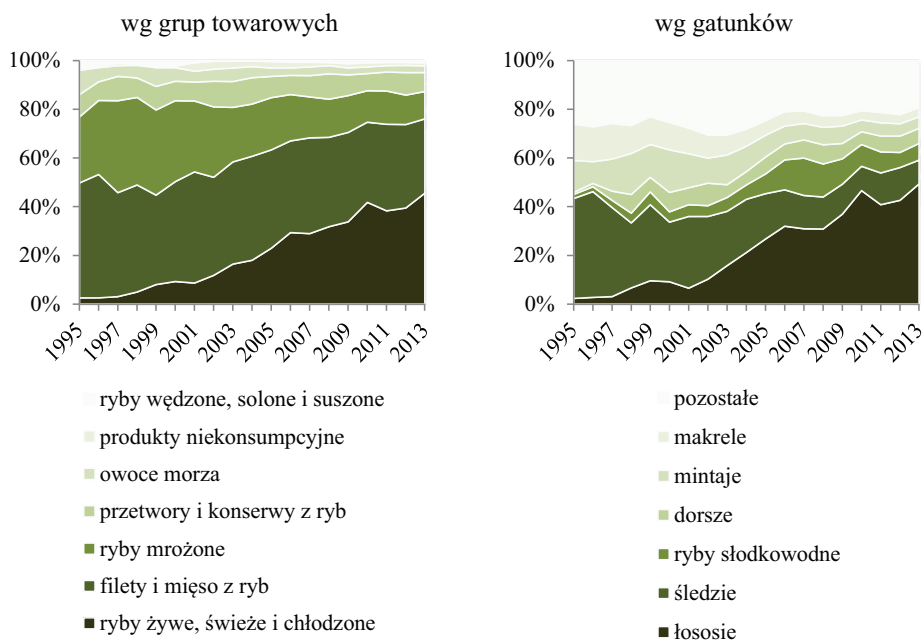 wg grup towarowych
100%
80%
60%
40%
20%
0%
1995
1997
1999
2001
2003
2005
2007
2009
2011
2013
ryby wędzone, solone i suszone
produkty niekonsumpcyjne
owoce morza
przetwory i konserwy z ryb
ryby mrożone
filety i mięso z ryb
ryby żywe, świeże i chłodzone
wg gatunków
100%
80%
60%
40%
20%
0%
1995
1997
1999
2001
2003
2005
2007
2009
2011
2013
pozostałe
makrele
mintaje
dorsze
ryby słodkowodne
śledzie
łososie